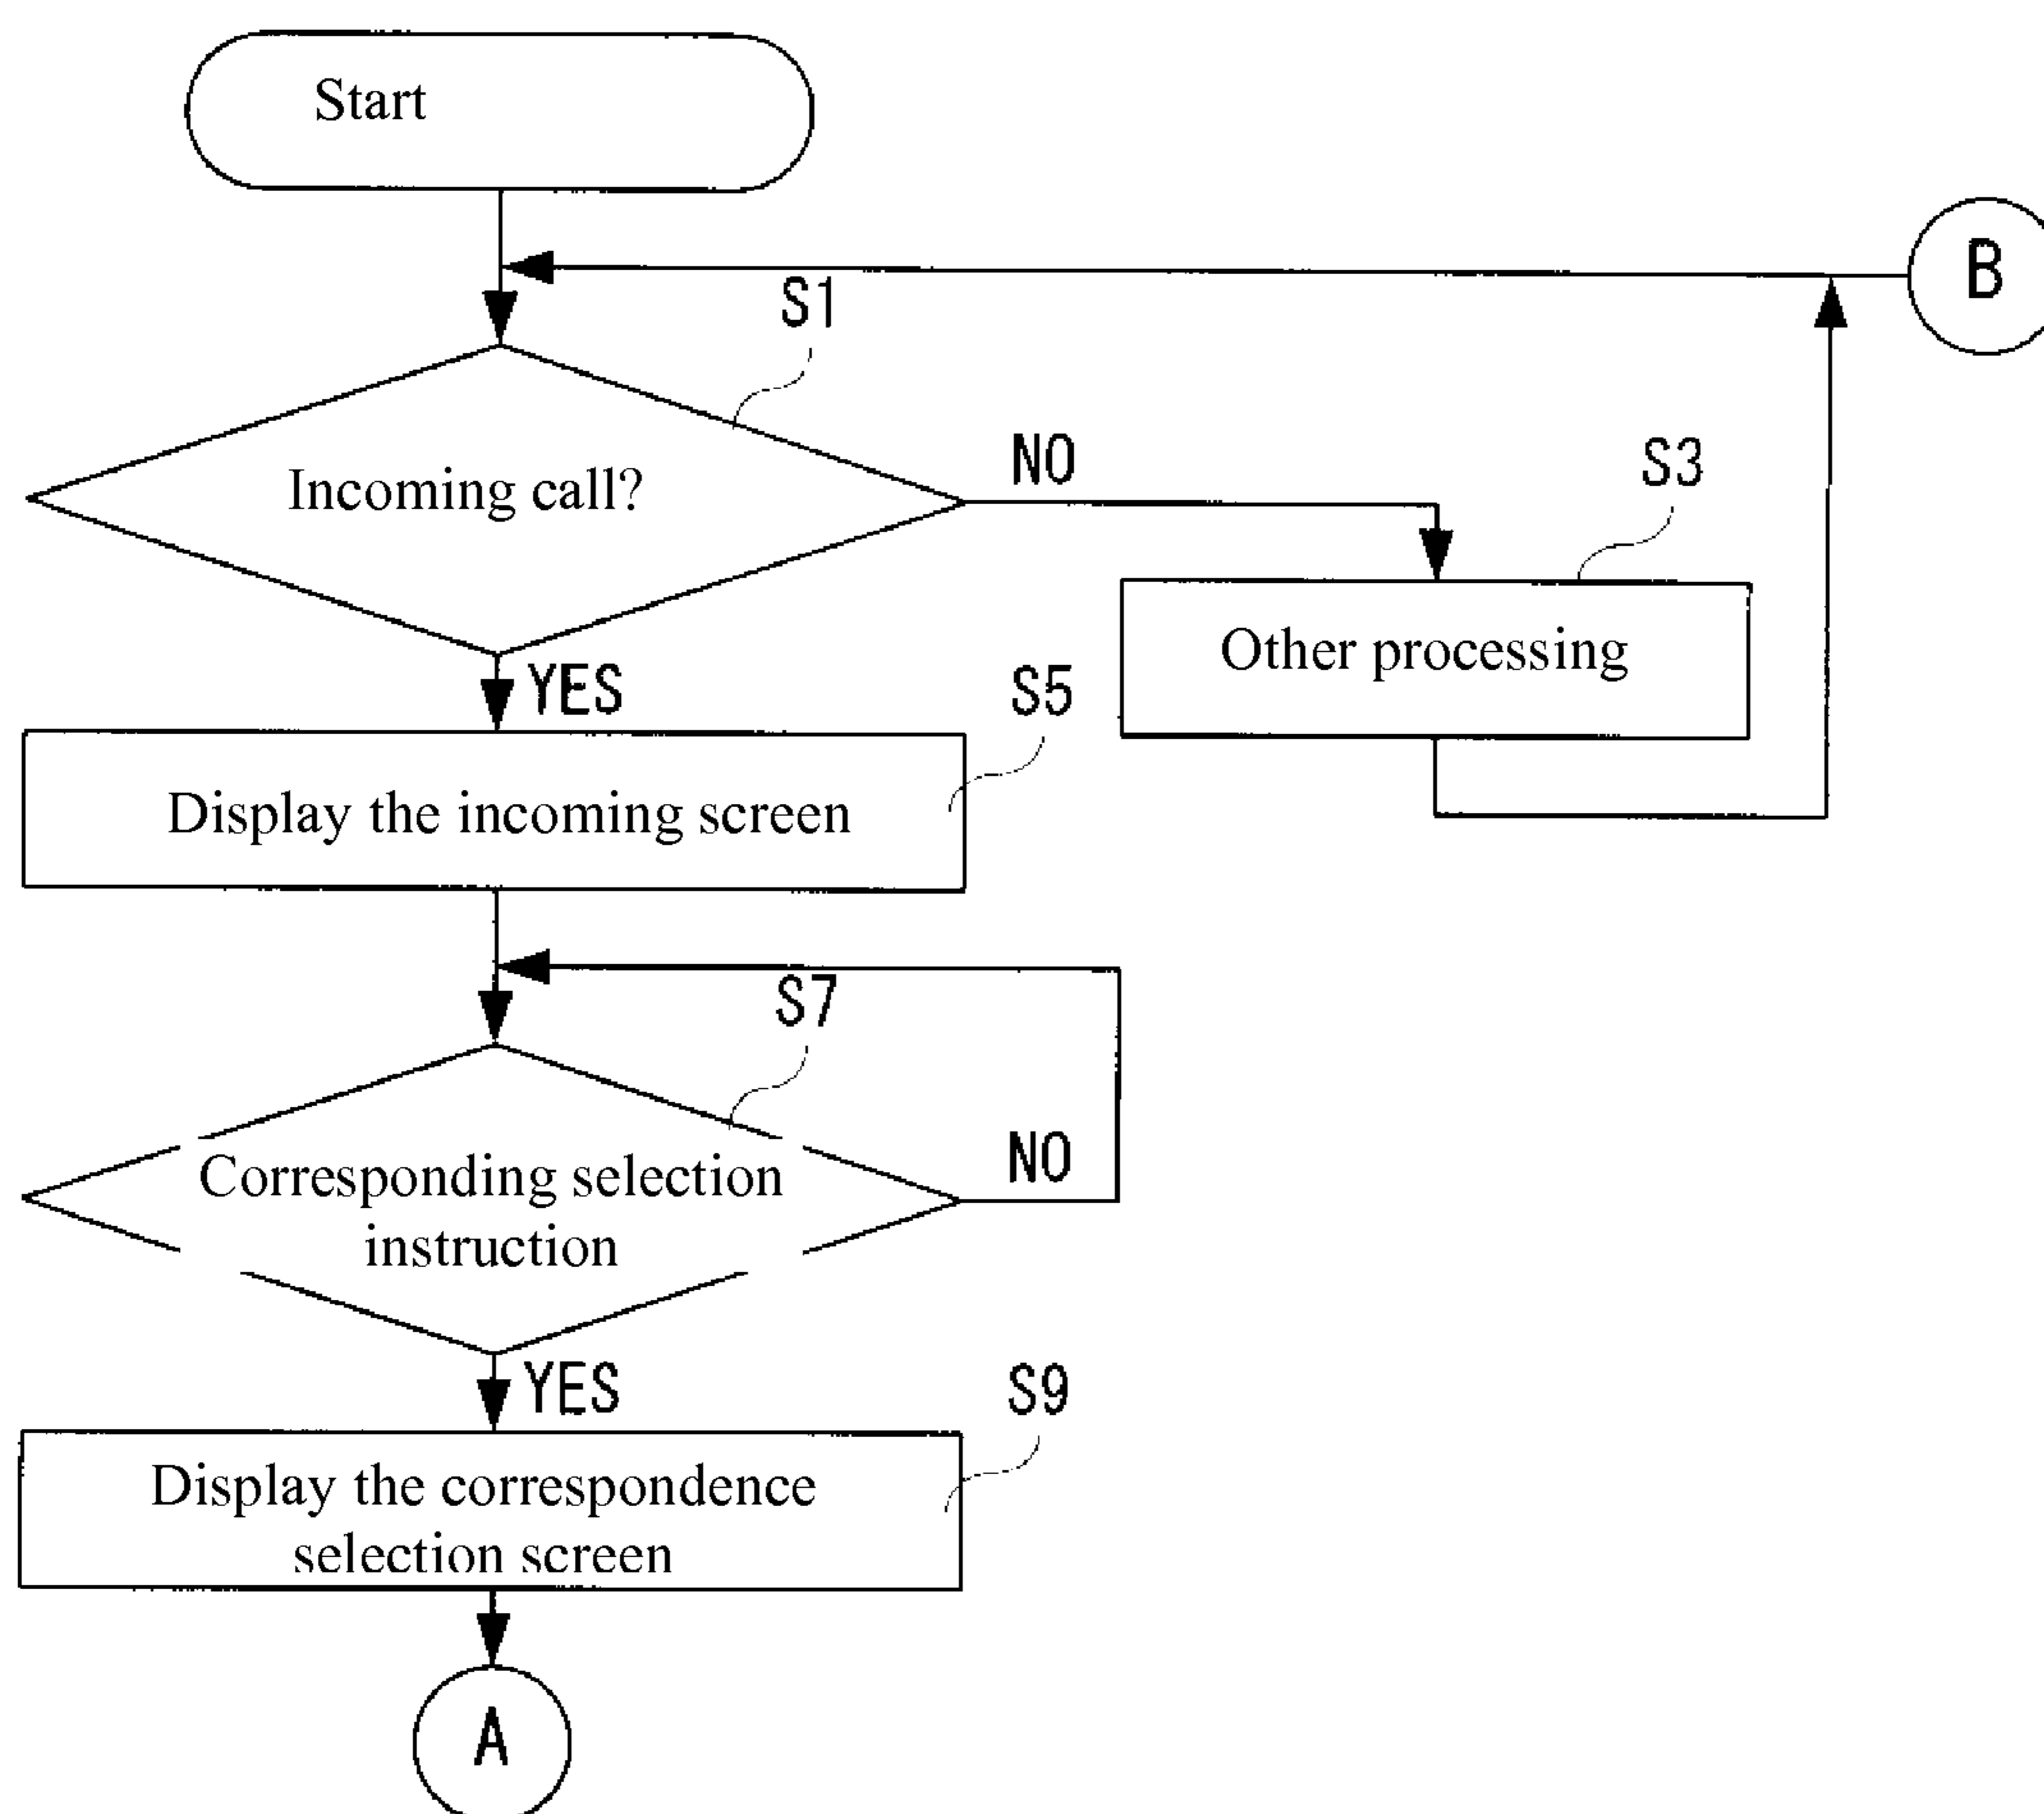 Start
B
S1
Incoming call?
NO
S3
Other processing
YES
S5
Display the incoming screen
S7
Corresponding selection
instruction
NO
YES
S9
Display the correspondence
selection screen
A